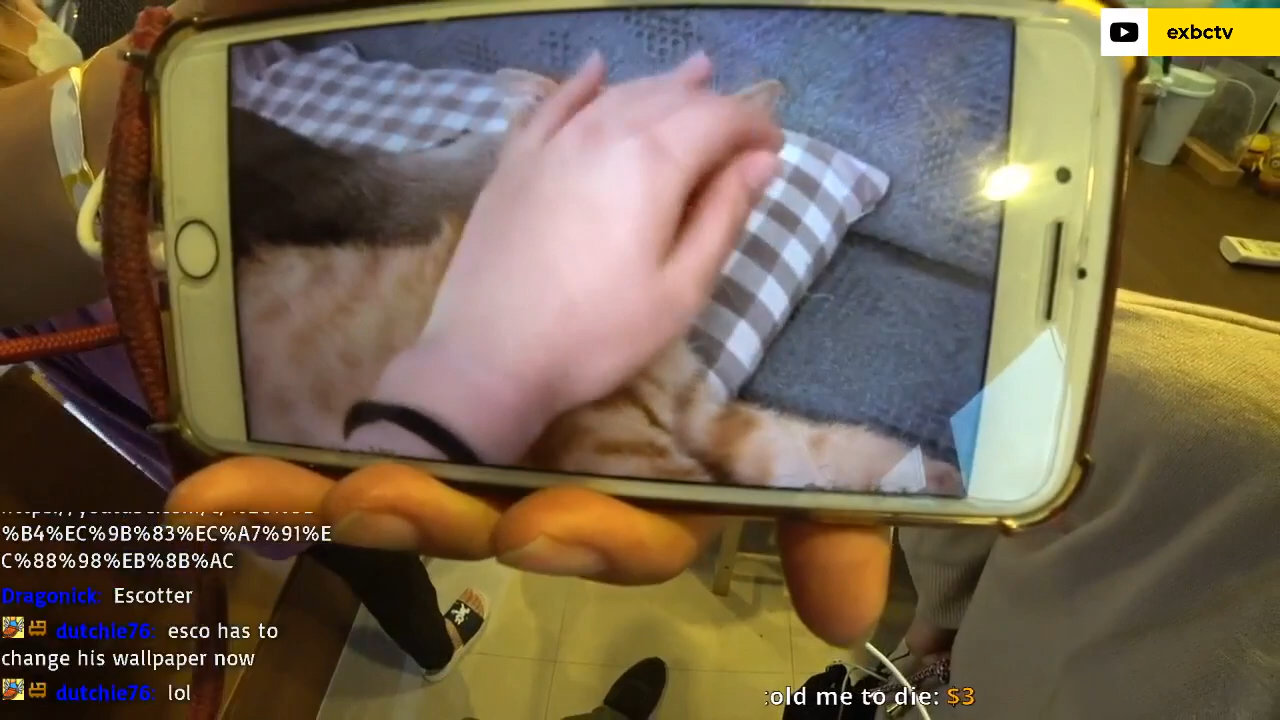 exbctv
%B4%EC%9B%83%EC%A7%91%E
C%88%98%EB%8B%AC
Dragonick: Escotter
dutchie76: esco has to
change his wallpaper now
dutchie76: lol
:old me to die: $3